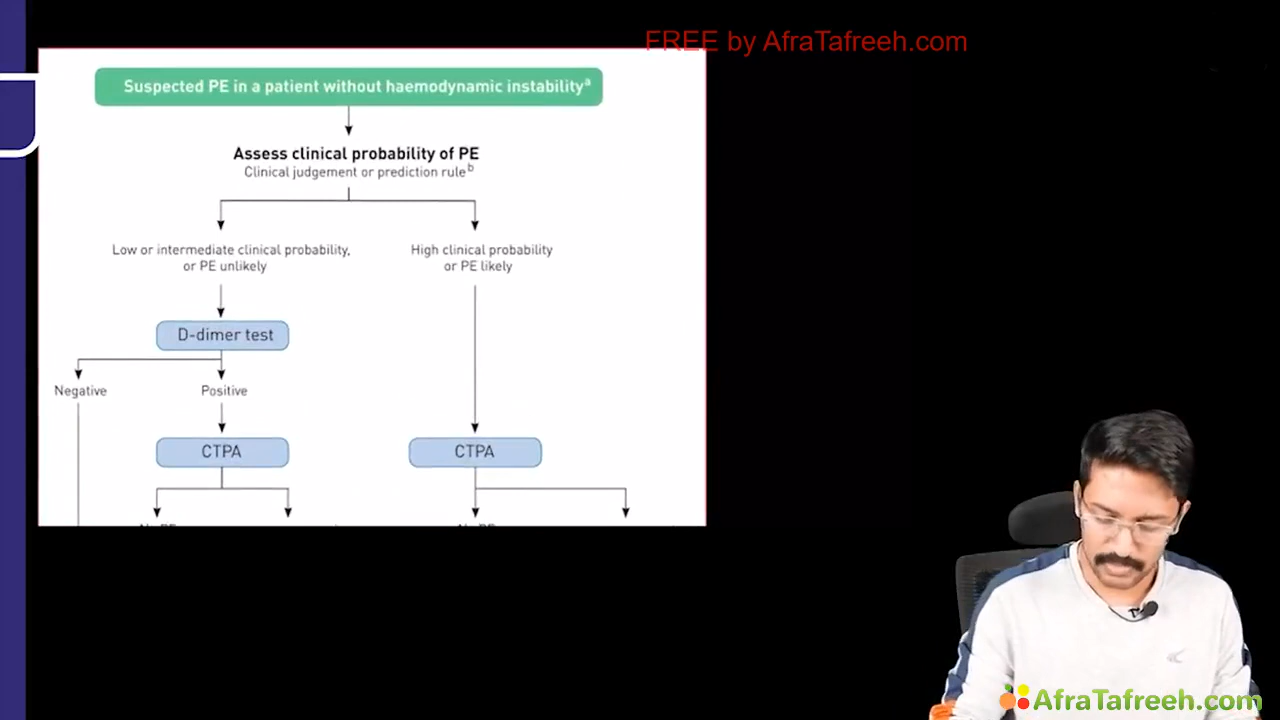 FREE by AfraTafreeh.com
Suspected PE in a patient without haemodynamic instabilityᵃ
Assess clinical probability of PE
Clinical judgement or prediction ruleᵇ
Low or intermediate clinical probability,
or PE unlikely
High clinical probability
or PE likely
D-dimer test
Negative
Positive
CTPA
CTPA
AfraTafreeh.com